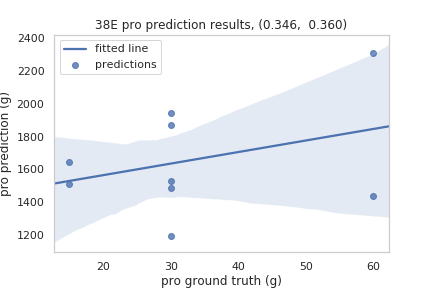 38E pro prediction results, (0.346,  0.360)
2400
2200
2000
1800
1600
1400
1200
pro prediction (g)
fitted line
predictions
20 30 40 50 60
pro ground truth (g)